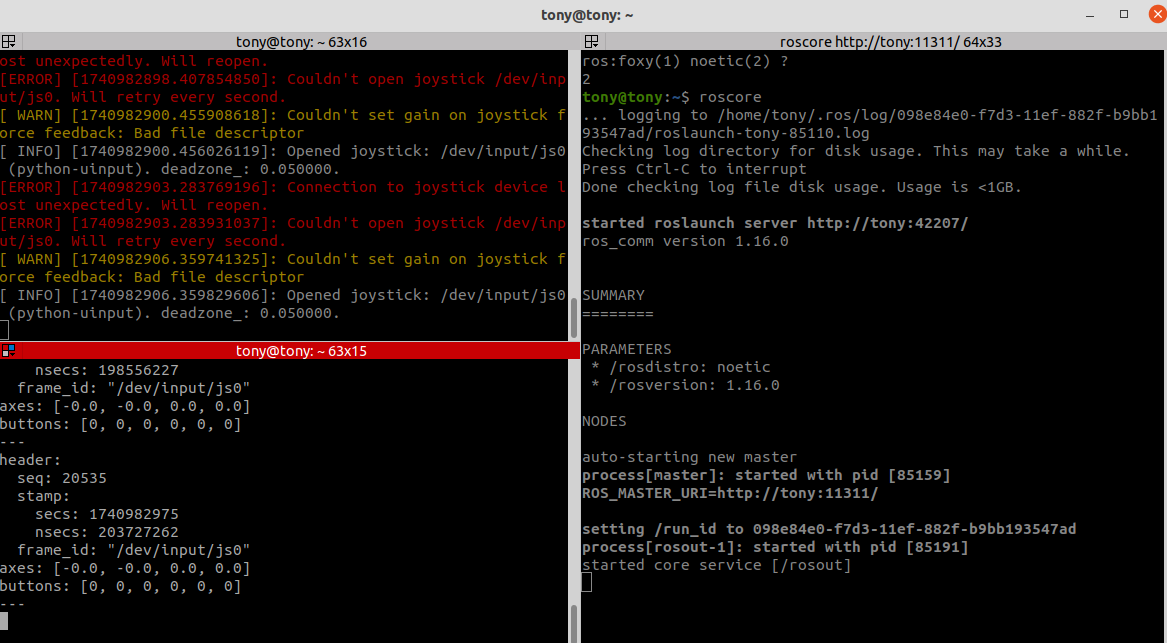 tony@tony: ~
tony@tony: ~ 63x16
ost unexpectedly. Will reopen.
[ERROR] [1740982898.407854850]: Couldn't open joystick /dev/inp
ut/js0. Will retry every second.
[ WARN] [1740982900.455908618]: Couldn't set gain on joystick f
orce feedback: Bad file descriptor
[ INFO] [1740982900.456026119]: Opened joystick: /dev/input/js0
 (python-uinput). deadzone_: 0.050000.
[ERROR] [1740982903.283769196]: Connection to joystick device l
ost unexpectedly. Will reopen.
[ERROR] [1740982903.283931037]: Couldn't open joystick /dev/inp
ut/js0. Will retry every second.
[ WARN] [1740982906.359741325]: Couldn't set gain on joystick f
orce feedback: Bad file descriptor
[ INFO] [1740982906.359829606]: Opened joystick: /dev/input/js0
 (python-uinput). deadzone_: 0.050000.
tony@tony: ~ 63x15
    nsecs: 198556227
  frame_id: "/dev/input/js0"
axes: [-0.0, -0.0, 0.0, 0.0]
buttons: [0, 0, 0, 0, 0, 0]
---
header:
  seq: 20535
  stamp:
    secs: 1740982975
    nsecs: 203727262
  frame_id: "/dev/input/js0"
axes: [-0.0, -0.0, 0.0, 0.0]
buttons: [0, 0, 0, 0, 0, 0]
---
roscore http://tony:11311/ 64x33
ros:foxy(1) noetic(2) ?
2
tony@tony:~$ roscore
... logging to /home/tony/.ros/log/098e84e0-f7d3-11ef-882f-b9bb1
93547ad/roslaunch-tony-85110.log
Checking log directory for disk usage. This may take a while.
Press Ctrl-C to interrupt
Done checking log file disk usage. Usage is <1GB.
started roslaunch server http://tony:42207/
ros_comm version 1.16.0
SUMMARY
========
PARAMETERS
 * /rosdistro: noetic
 * /rosversion: 1.16.0
NODES
auto-starting new master
process[master]: started with pid [85159]
ROS_MASTER_URI=http://tony:11311/
setting /run_id to 098e84e0-f7d3-11ef-882f-b9bb193547ad
process[rosout-1]: started with pid [85191]
started core service [/rosout]